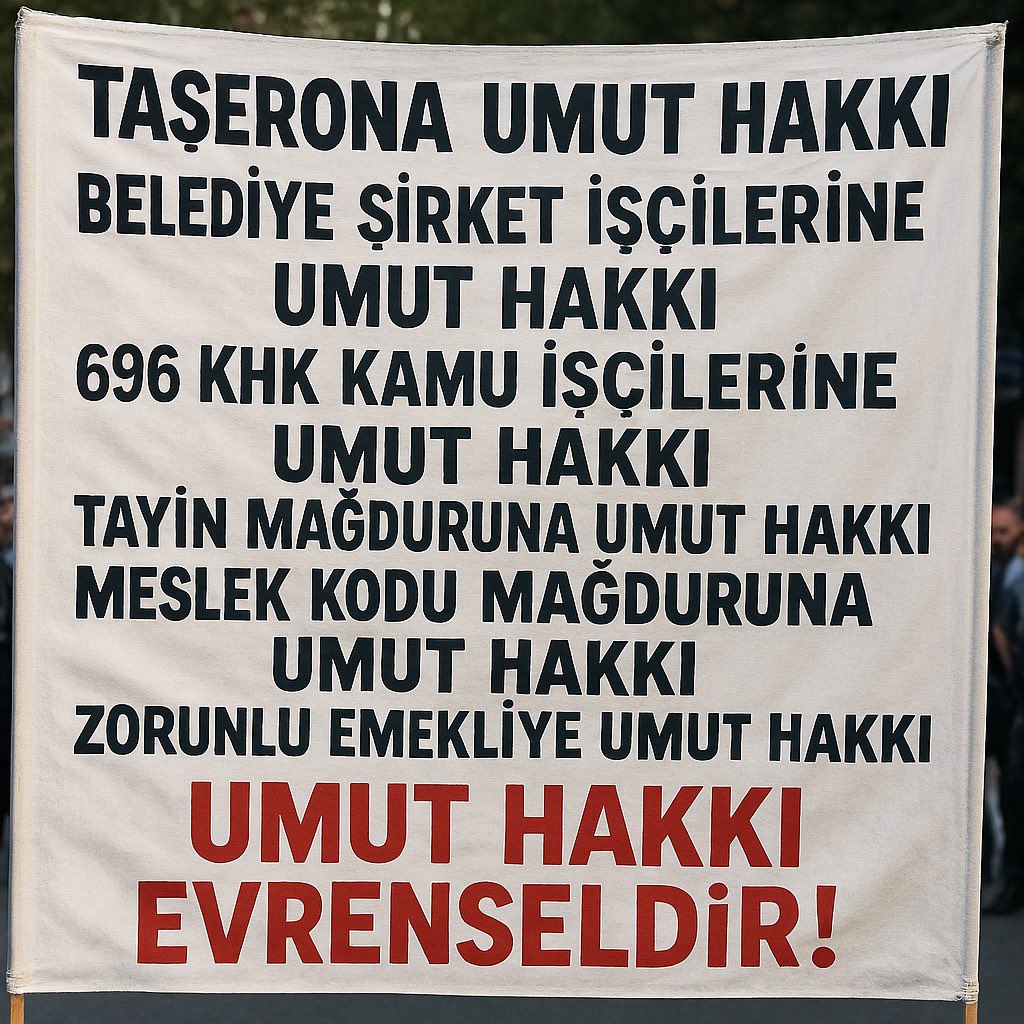 TAŞERONA UMUT HAKKI
BELEDİYE ŞİRKET İŞÇİLERİNE
UMUT HAKKI
696 KHK KAMU İŞÇİLERİNE
UMUT HAKKI
TAYİN MAĞDURUNA UMUT HAKKI
MESLEK KODU MAĞDURUNA
UMUT HAKKI
ZORUNLU EMEKLİYE UMUT HAKKI
UMUT HAKKI
EVRENSELDİR!